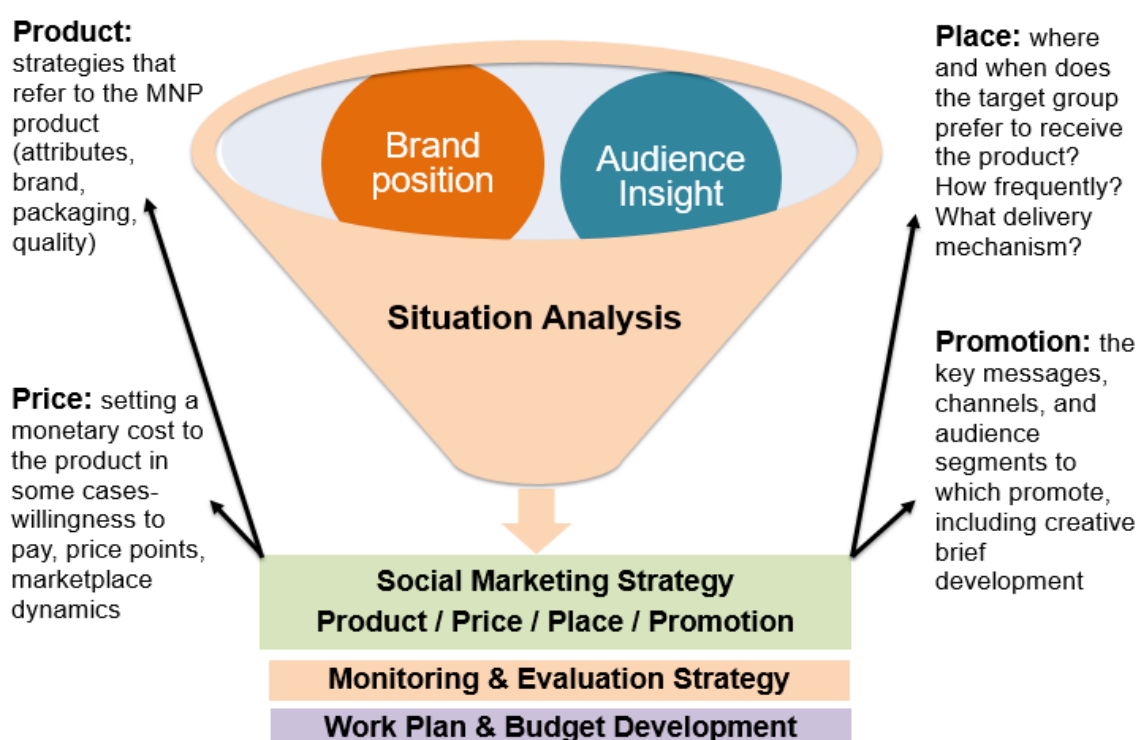 Product:
strategies that
refer to the MNP
product
(attributes,
brand,
packaging,
quality)
Price: setting a
monetary cost to
the product in
some cases-
willingness to
pay, price points,
marketplace
dynamics
Brand
position
Audience
Insight
Situation Analysis
Place: where
and when does
the target group
prefer to receive
the product?
How frequently?
What delivery
mechanism?
Promotion: the
key messages,
channels, and
audience
segments to
which promote,
including creative
brief
development
Social Marketing Strategy
Product / Price / Place / Promotion
Monitoring & Evaluation Strategy
Work Plan & Budget Development